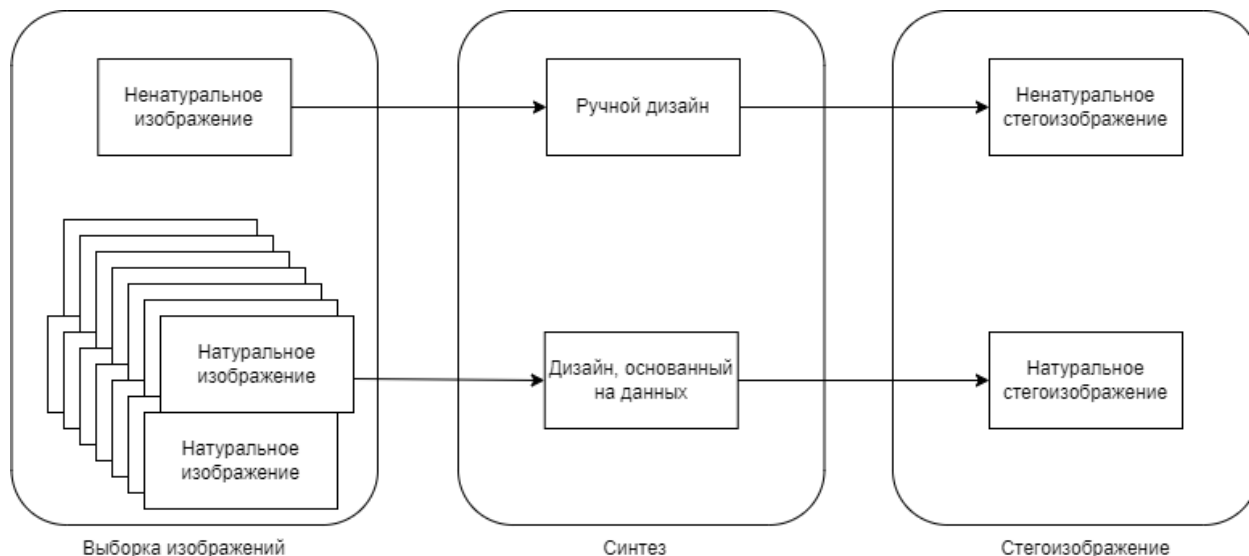 Ненатуральное
изображение
Ручной дизайн
Ненатуральное
стегоизображение
Натуральное
изображение
Дизайн, основанный
на данных
Натуральное
стегоизображение
Натуральное
изображение
Выборка изображений
Синтез
Стегоизображение